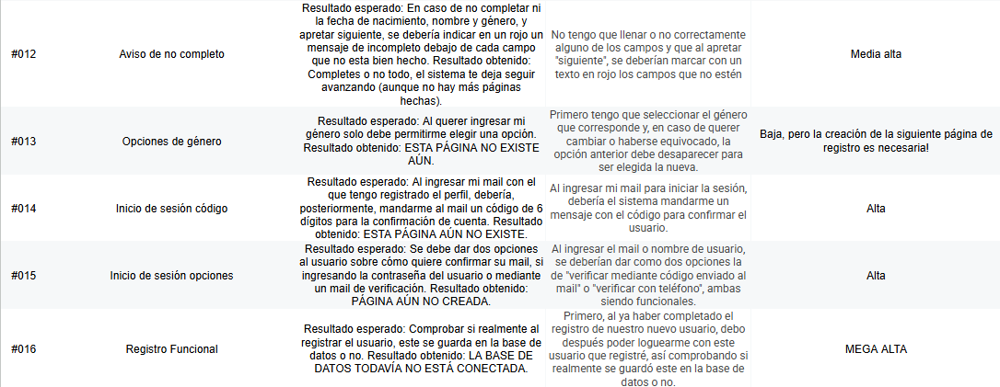 #012
Aviso de no completo
Resultado esperado: En caso de no completar ni
la fecha de nacimiento, nombre y género, y
apretar siguiente, se debería indicar en un rojo un
mensaje de incompleto debajo de cada campo
que no esta bien hecho. Resultado obtenido:
Completes o no todo, el sistema te deja seguir
avanzando (aunque no hay más páginas
hechas).
No tengo que llenar o no correctamente
alguno de los campos y que al apretar
"siguiente", se deberían marcar con un
texto en rojo los campos que no estén
Media alta
#013
Opciones de género
Resultado esperado: Al querer ingresar mi
género solo debe permitirme elegir una opción.
Resultado obtenido: ESTA PÁGINA NO EXISTE
AÚN.
Primero tengo que seleccionar el género
que corresponde y, en caso de querer
cambiar o haberse equivocado, la
opción anterior debe desaparecer para
ser elegida la nueva.
Baja, pero la creación de la siguiente página de
registro es necesaria!
#014
Inicio de sesión código
Resultado esperado: Al ingresar mi mail con el
que tengo registrado el perfil, debería,
posteriormente, mandarme al mail un código de 6
dígitos para la confirmación de cuenta. Resultado
obtenido: ESTA PÁGINA AÚN NO EXISTE.
Al ingresar mi mail para iniciar la sesión,
debería el sistema mandarme un
mensaje con el código para confirmar el
usuario.
Alta
#015
Inicio de sesión opciones
Resultado esperado: Se debe dar dos opciones
al usuario sobre cómo quiere confirmar su mail, si
ingresando la contraseña del usuario o mediante
un mail de verificación. Resultado obtenido:
PÁGINA AÚN NO CREADA.
Al ingresar el mail o nombre de usuario,
se deberían dar como dos opciones la
de "verificar mediante código enviado al
mail" o "verificar con teléfono", ambas
siendo funcionales.
Alta
#016
Registro Funcional
Resultado esperado: Comprobar si realmente al
registrar el usuario, este se guarda en la base de
datos o no. Resultado obtenido: LA BASE DE
DATOS TODAVÍA NO ESTÁ CONECTADA.
Primero, al ya haber completado el
registro de nuestro nuevo usuario, debo
después poder loguearme con este
usuario que registré, así comprobando si
realmente se guardó este en la base de
datos o no.
MEGA ALTA